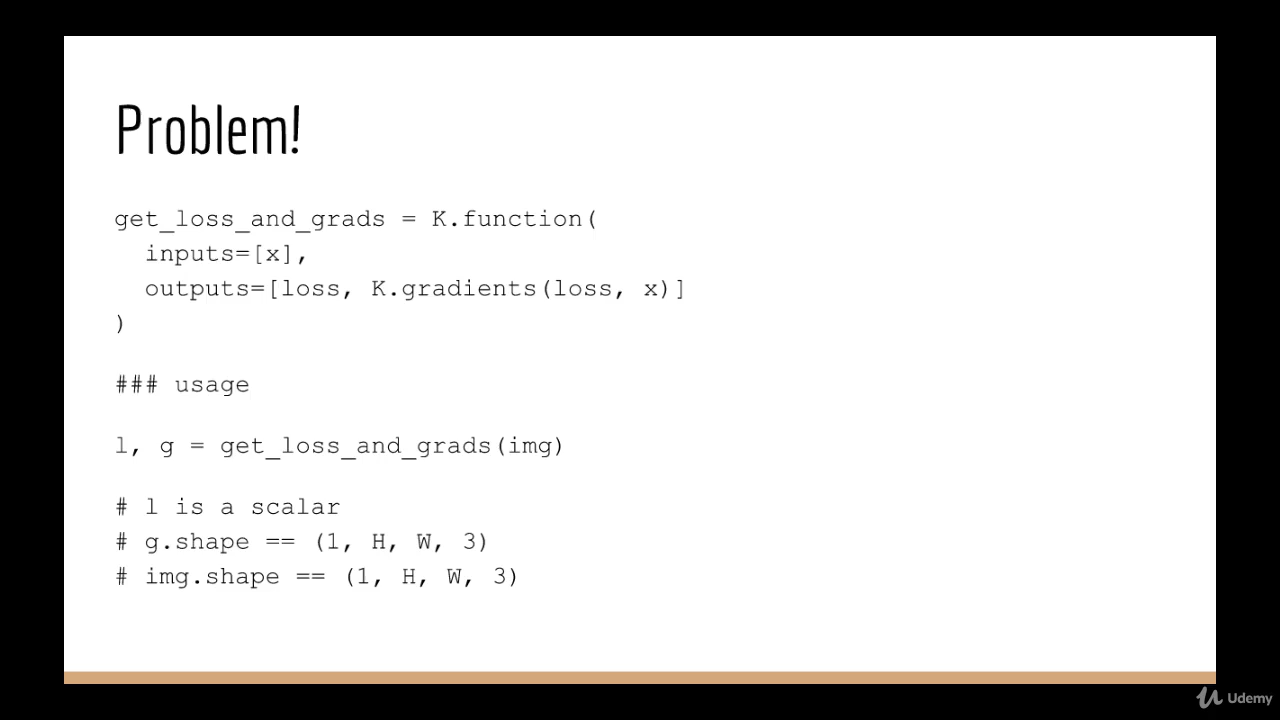 Problem!
get_loss_and_grads = K.function(
inputs=[x],
outputs=[loss, K.gradients(loss, x)]
)
### usage
l, g = get_loss_and_grads(img)
# l is a scalar
# g.shape == (1, H, W, 3)
# img.shape == (1, H, W, 3)
Udemy